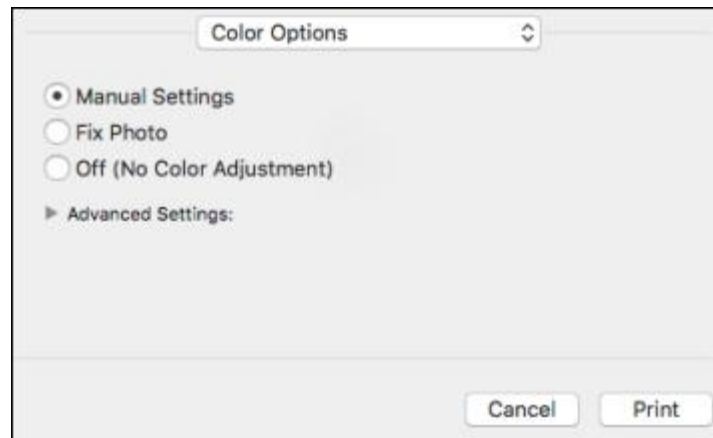 Color Options
Manual Settings
Fix Photo
Off (No Color Adjustment)
Advanced Settings:
Cancel Print